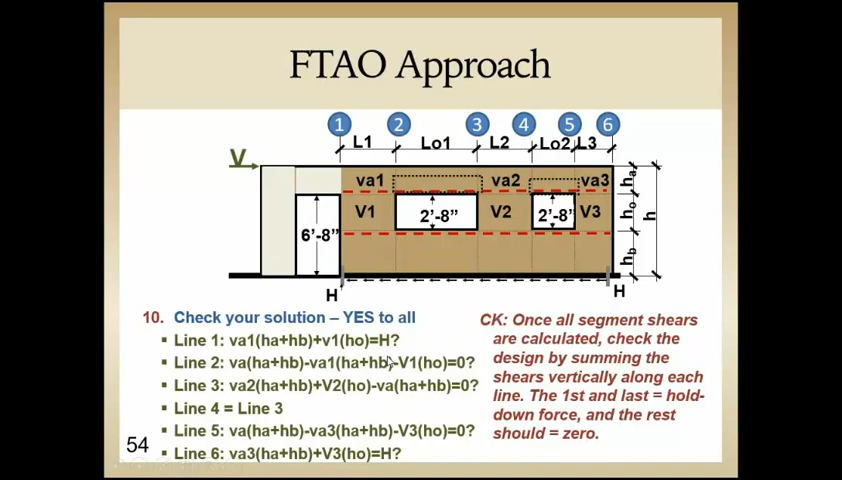 FTAO Approach
1 2 3 4 5 6
L1 Lo1 L2 Lo2 L3
V
va1 va2 va3 ha
V1 2’-8” V2 2’-8’ V3 ho h
6’-8”
hb
H H
10. Check your solution – YES to all
▪ Line 1: va1(ha+hb)+v1(ho)=H?
▪ Line 2: va(ha+hb)-va1(ha+hb)-V1(ho)=0?
▪ Line 3: va2(ha+hb)+V2(ho)-va(ha+hb)=0?
▪ Line 4 = Line 3
▪ Line 5: va(ha+hb)-va3(ha+hb)-V3(ho)=0?
▪ Line 6: va3(ha+hb)+V3(ho)=H?
CK: Once all segment shears
are calculated, check the
design by summing the
shears vertically along each
line. The 1st and last = hold-
down force, and the rest
should = zero.
54